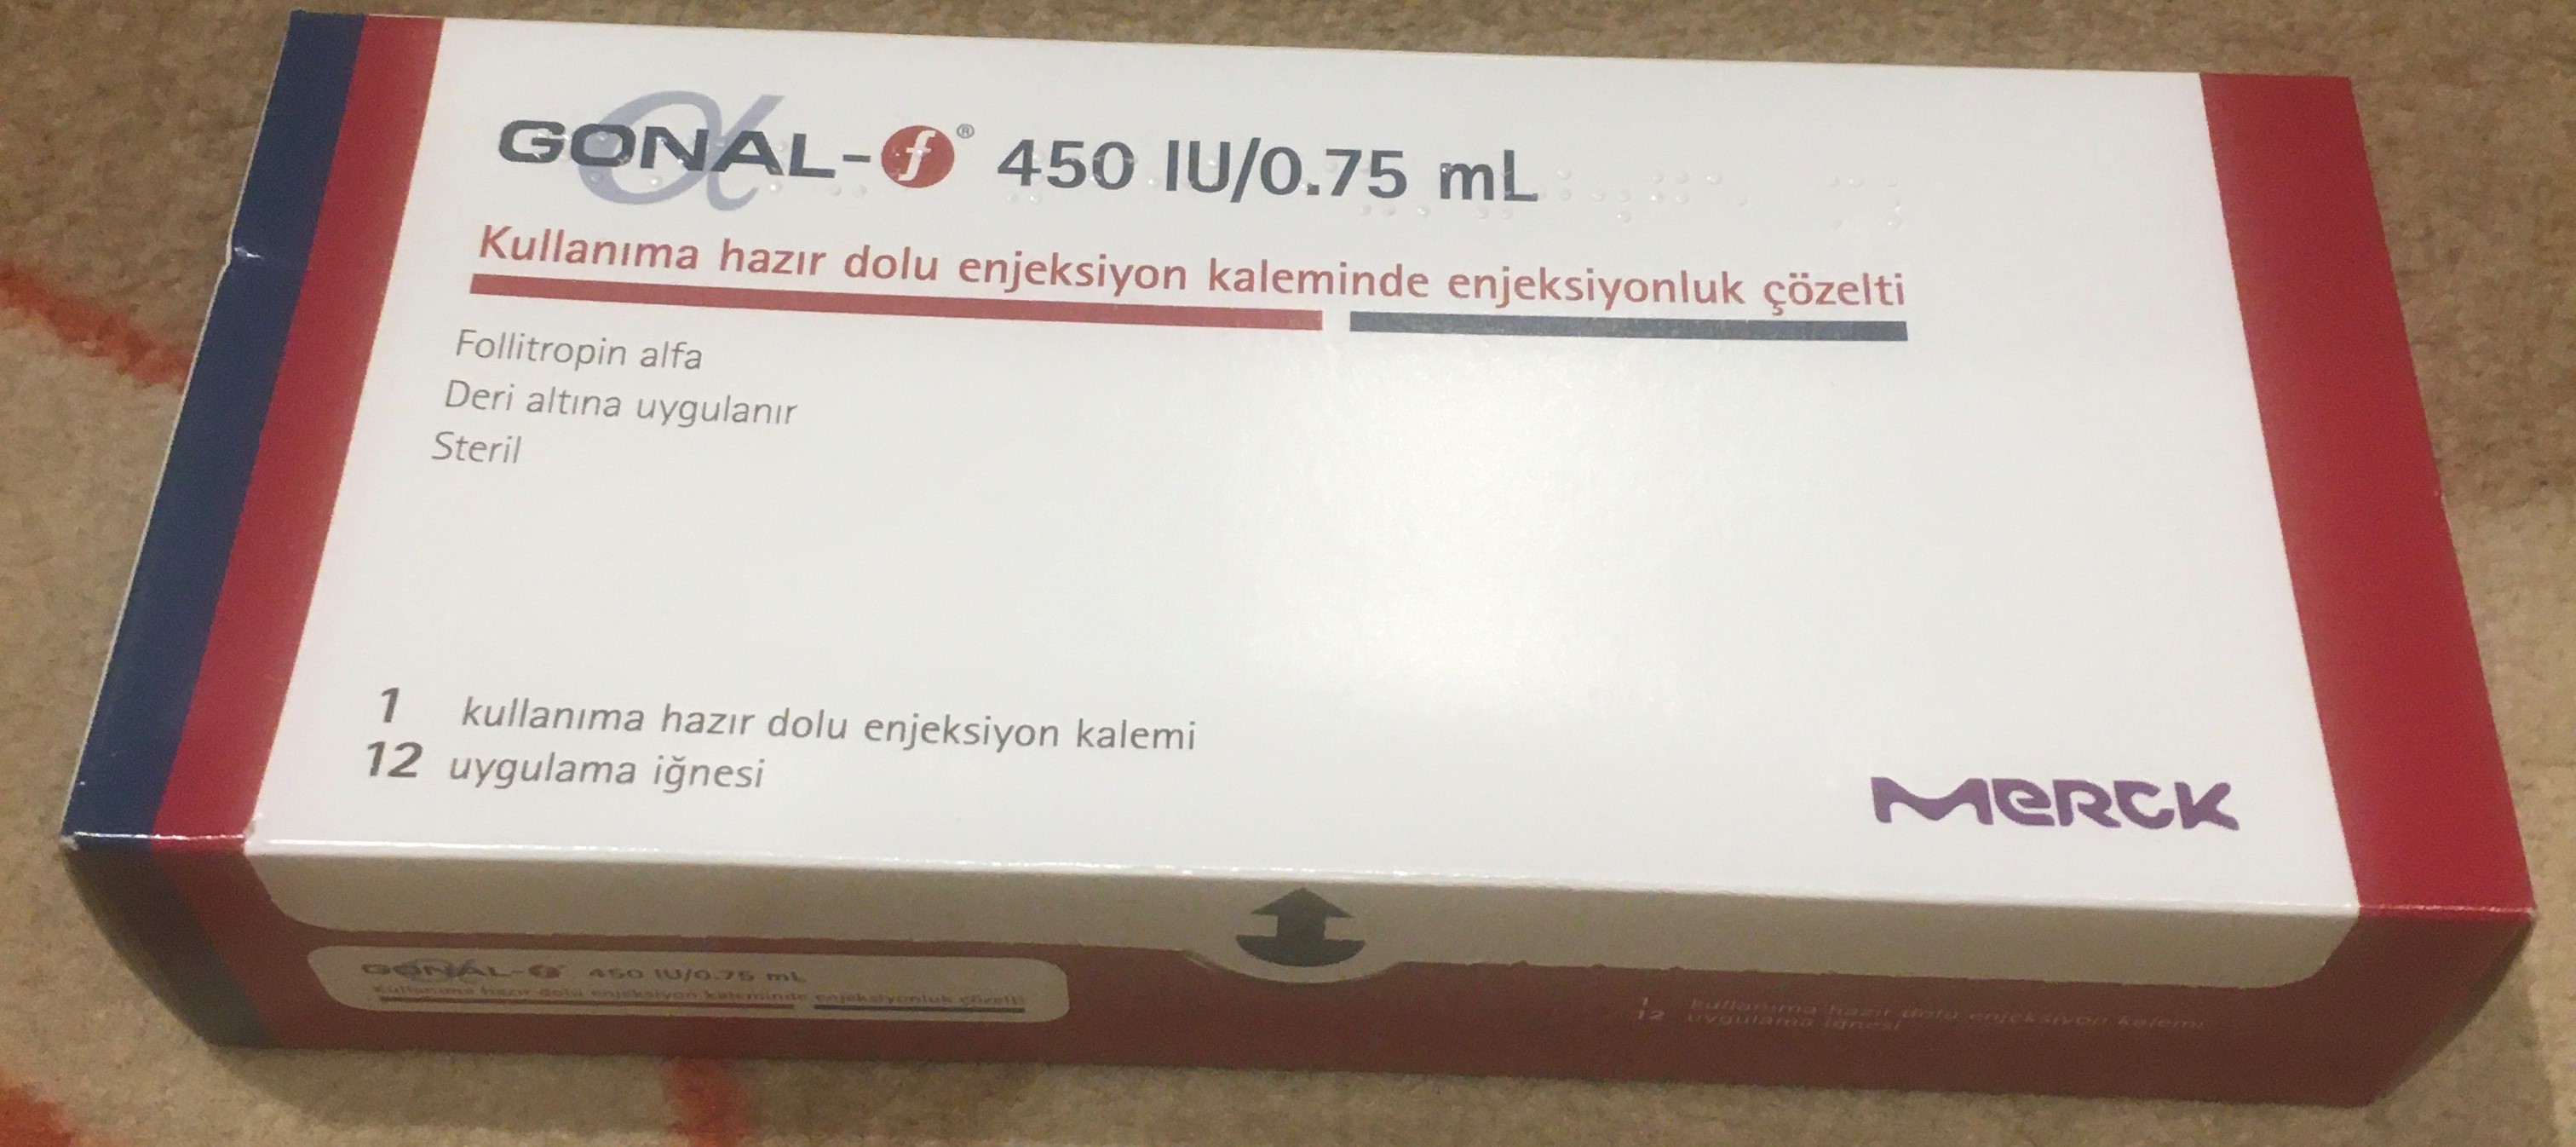 GONAL-f® 450 IU/0.75 mL
Kullanıma hazır dolu enjeksiyon kaleminde enjeksiyonluk çözelti
Follitropin alfa
Deri altına uygulanır
Steril
1 kullanıma hazır dolu enjeksiyon kalemi
12 uygulama iğnesi
MERCK
GONAL-f 450 IU/0.75 mL
Kullanıma hazır dolu enjeksiyon kaleminde enjeksiyonluk çözelti
1 kullanıma hazır dolu enjeksiyon kalemi
12 uygulama iğnesi